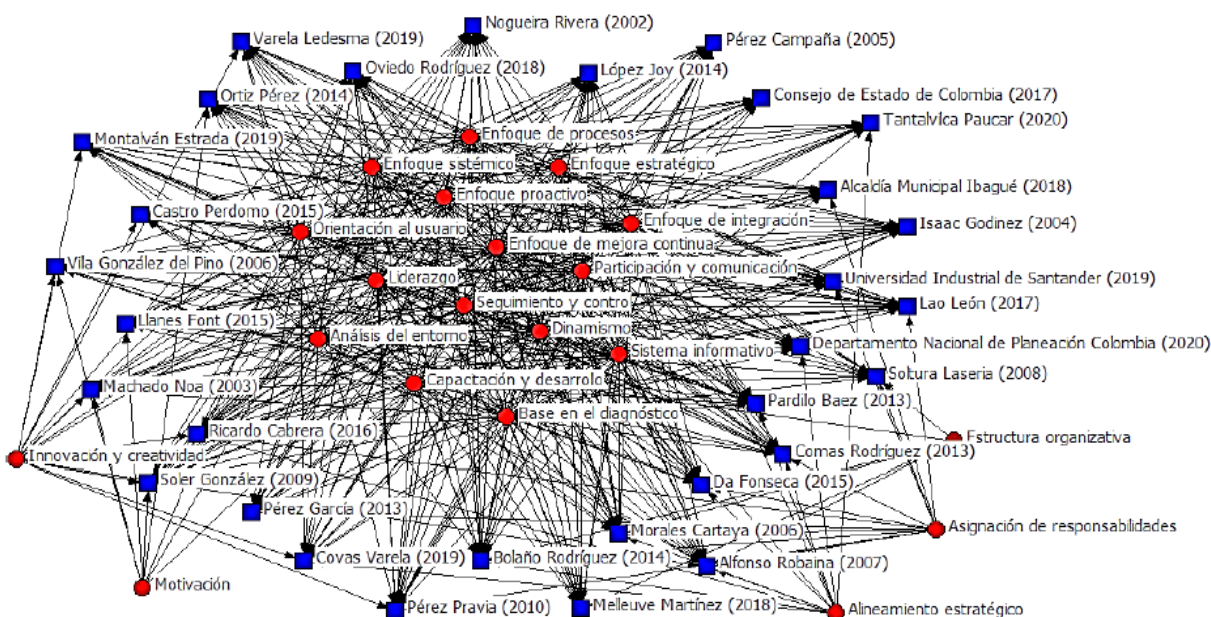 Nogueira Rivera (2002)
Varela Ledesma (2019)
Pérez Campaña (2005)
Oviedo Rodríguez (2018)
López Joy (2014)
Ortiz Pérez (2014)
Consejo de Estado de Colombia (2017)
Tantalvilca Paucar (2020)
Enfoque de procesos
Montalván Estrada (2019)
Enfoque sistémico
Enfoque estratégico
Alcaldía Municipal Ibagué (2018)
Enfoque proactivo
Castro Perdomo (2015)
Enfoque de integración
Isaac Godinez (2004)
Orientación al usuario
Enfoque de mejora continua
Vila González del Pino (2006)
Participación y comunicación
Liderazgo
Universidad Industrial de Santander (2019)
Seguimiento y contro
Lao León (2017)
Llanes Font (2015)
Dinamismo
Análisis del entorno
Departamento Nacional de Planeación Colombia (2020)
Sistema informativo
Sotura Laseria (2008)
Capactación y desarrolo
Machado Noa (2003)
Pardilo Baez (2013)
Base en el diagnóstico
Ricardo Cabrera (2016)
Estructura organizativa
Comas Rodríguez (2013)
Innovación y creatividad
Soler González (2009)
Da Fonseca (2015)
Pérez García (2013)
Morales Cartaya (2006)
Asignación de responsabilidades
Covas Varela (2019)
Bolaño Rodríguez (2014)
Alfonso Robaina (2007)
Motivación
Pérez Pravia (2010)
Melleuve Martínez (2018)
Alineamiento estratégico